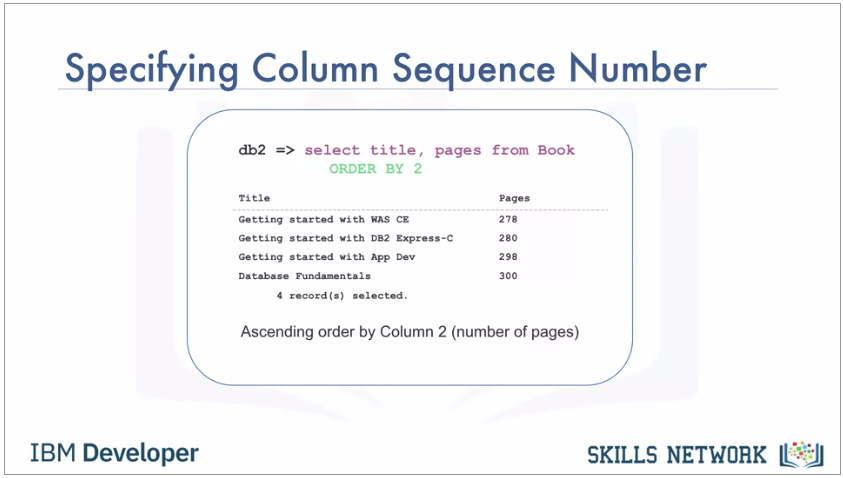 Specifying Column Sequence Number
db2 => select title, pages from Book
ORDER BY 2
Title Pages
Getting started with WAS CE 278
Getting started with DB2 Express-C 280
Getting started with App Dev 298
Database Fundamentals 300
4 record(s) selected.
Ascending order by Column 2 (number of pages)
IBM Developer
SKILLS NETWORK